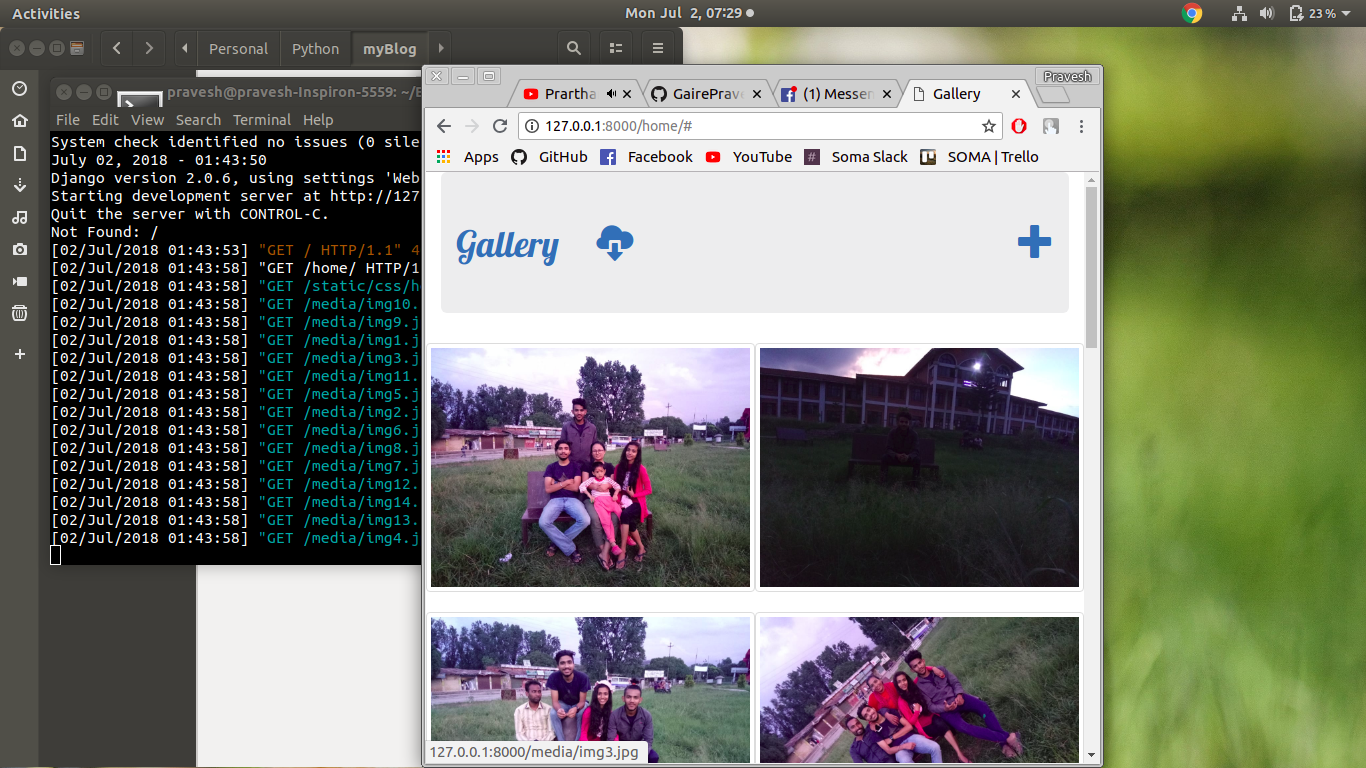 Activities
Mon Jul 2, 07:29
23 %
Personal
Python
myBlog
pravesh@pravesh-Inspiron-5559: ~/
File Edit View Search Terminal Help
System check identified no issues (0 sile
July 02, 2018 - 01:43:50
Django version 2.0.6, using settings 'Web
Starting development server at http://127
Quit the server with CONTROL-C.
Not Found: /
[02/Jul/2018 01:43:53] "GET / HTTP/1.1" 4
[02/Jul/2018 01:43:58] "GET /home/ HTTP/1
[02/Jul/2018 01:43:58] "GET /static/css/h
[02/Jul/2018 01:43:58] "GET /media/img10.
[02/Jul/2018 01:43:58] "GET /media/img9.j
[02/Jul/2018 01:43:58] "GET /media/img1.j
[02/Jul/2018 01:43:58] "GET /media/img3.j
[02/Jul/2018 01:43:58] "GET /media/img11.
[02/Jul/2018 01:43:58] "GET /media/img5.j
[02/Jul/2018 01:43:58] "GET /media/img2.j
[02/Jul/2018 01:43:58] "GET /media/img6.j
[02/Jul/2018 01:43:58] "GET /media/img8.j
[02/Jul/2018 01:43:58] "GET /media/img7.j
[02/Jul/2018 01:43:58] "GET /media/img12.
[02/Jul/2018 01:43:58] "GET /media/img14.
[02/Jul/2018 01:43:58] "GET /media/img13.
[02/Jul/2018 01:43:58] "GET /media/img4.j
Pravesh
Prartha
GairePrav
(1) Messen
Gallery
127.0.0.1:8000/home/#
Apps GitHub Facebook YouTube Soma Slack SOMA | Trello
Gallery
127.0.0.1:8000/media/img3.jpg